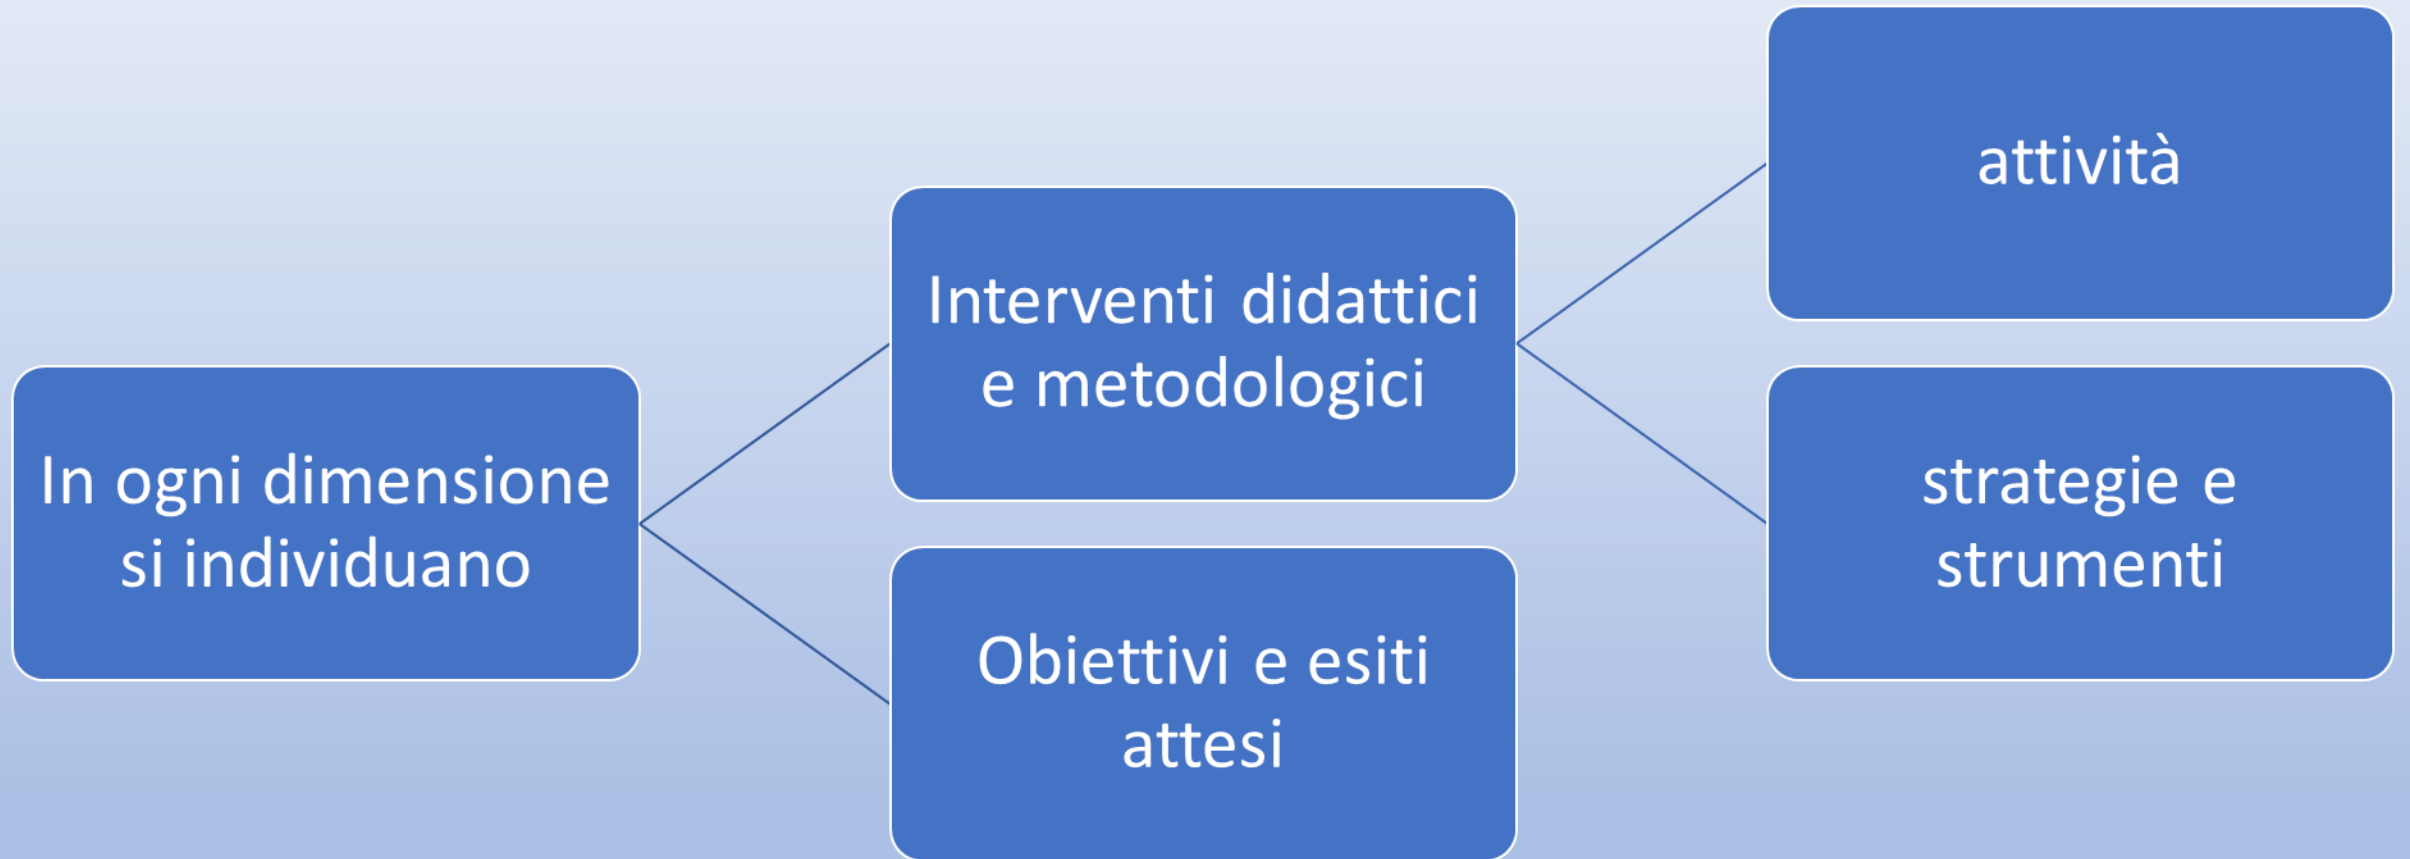 In ogni dimensione
si individuano
Interventi didattici
e metodologici
Obiettivi e esiti
attesi
attività
strategie e
strumenti